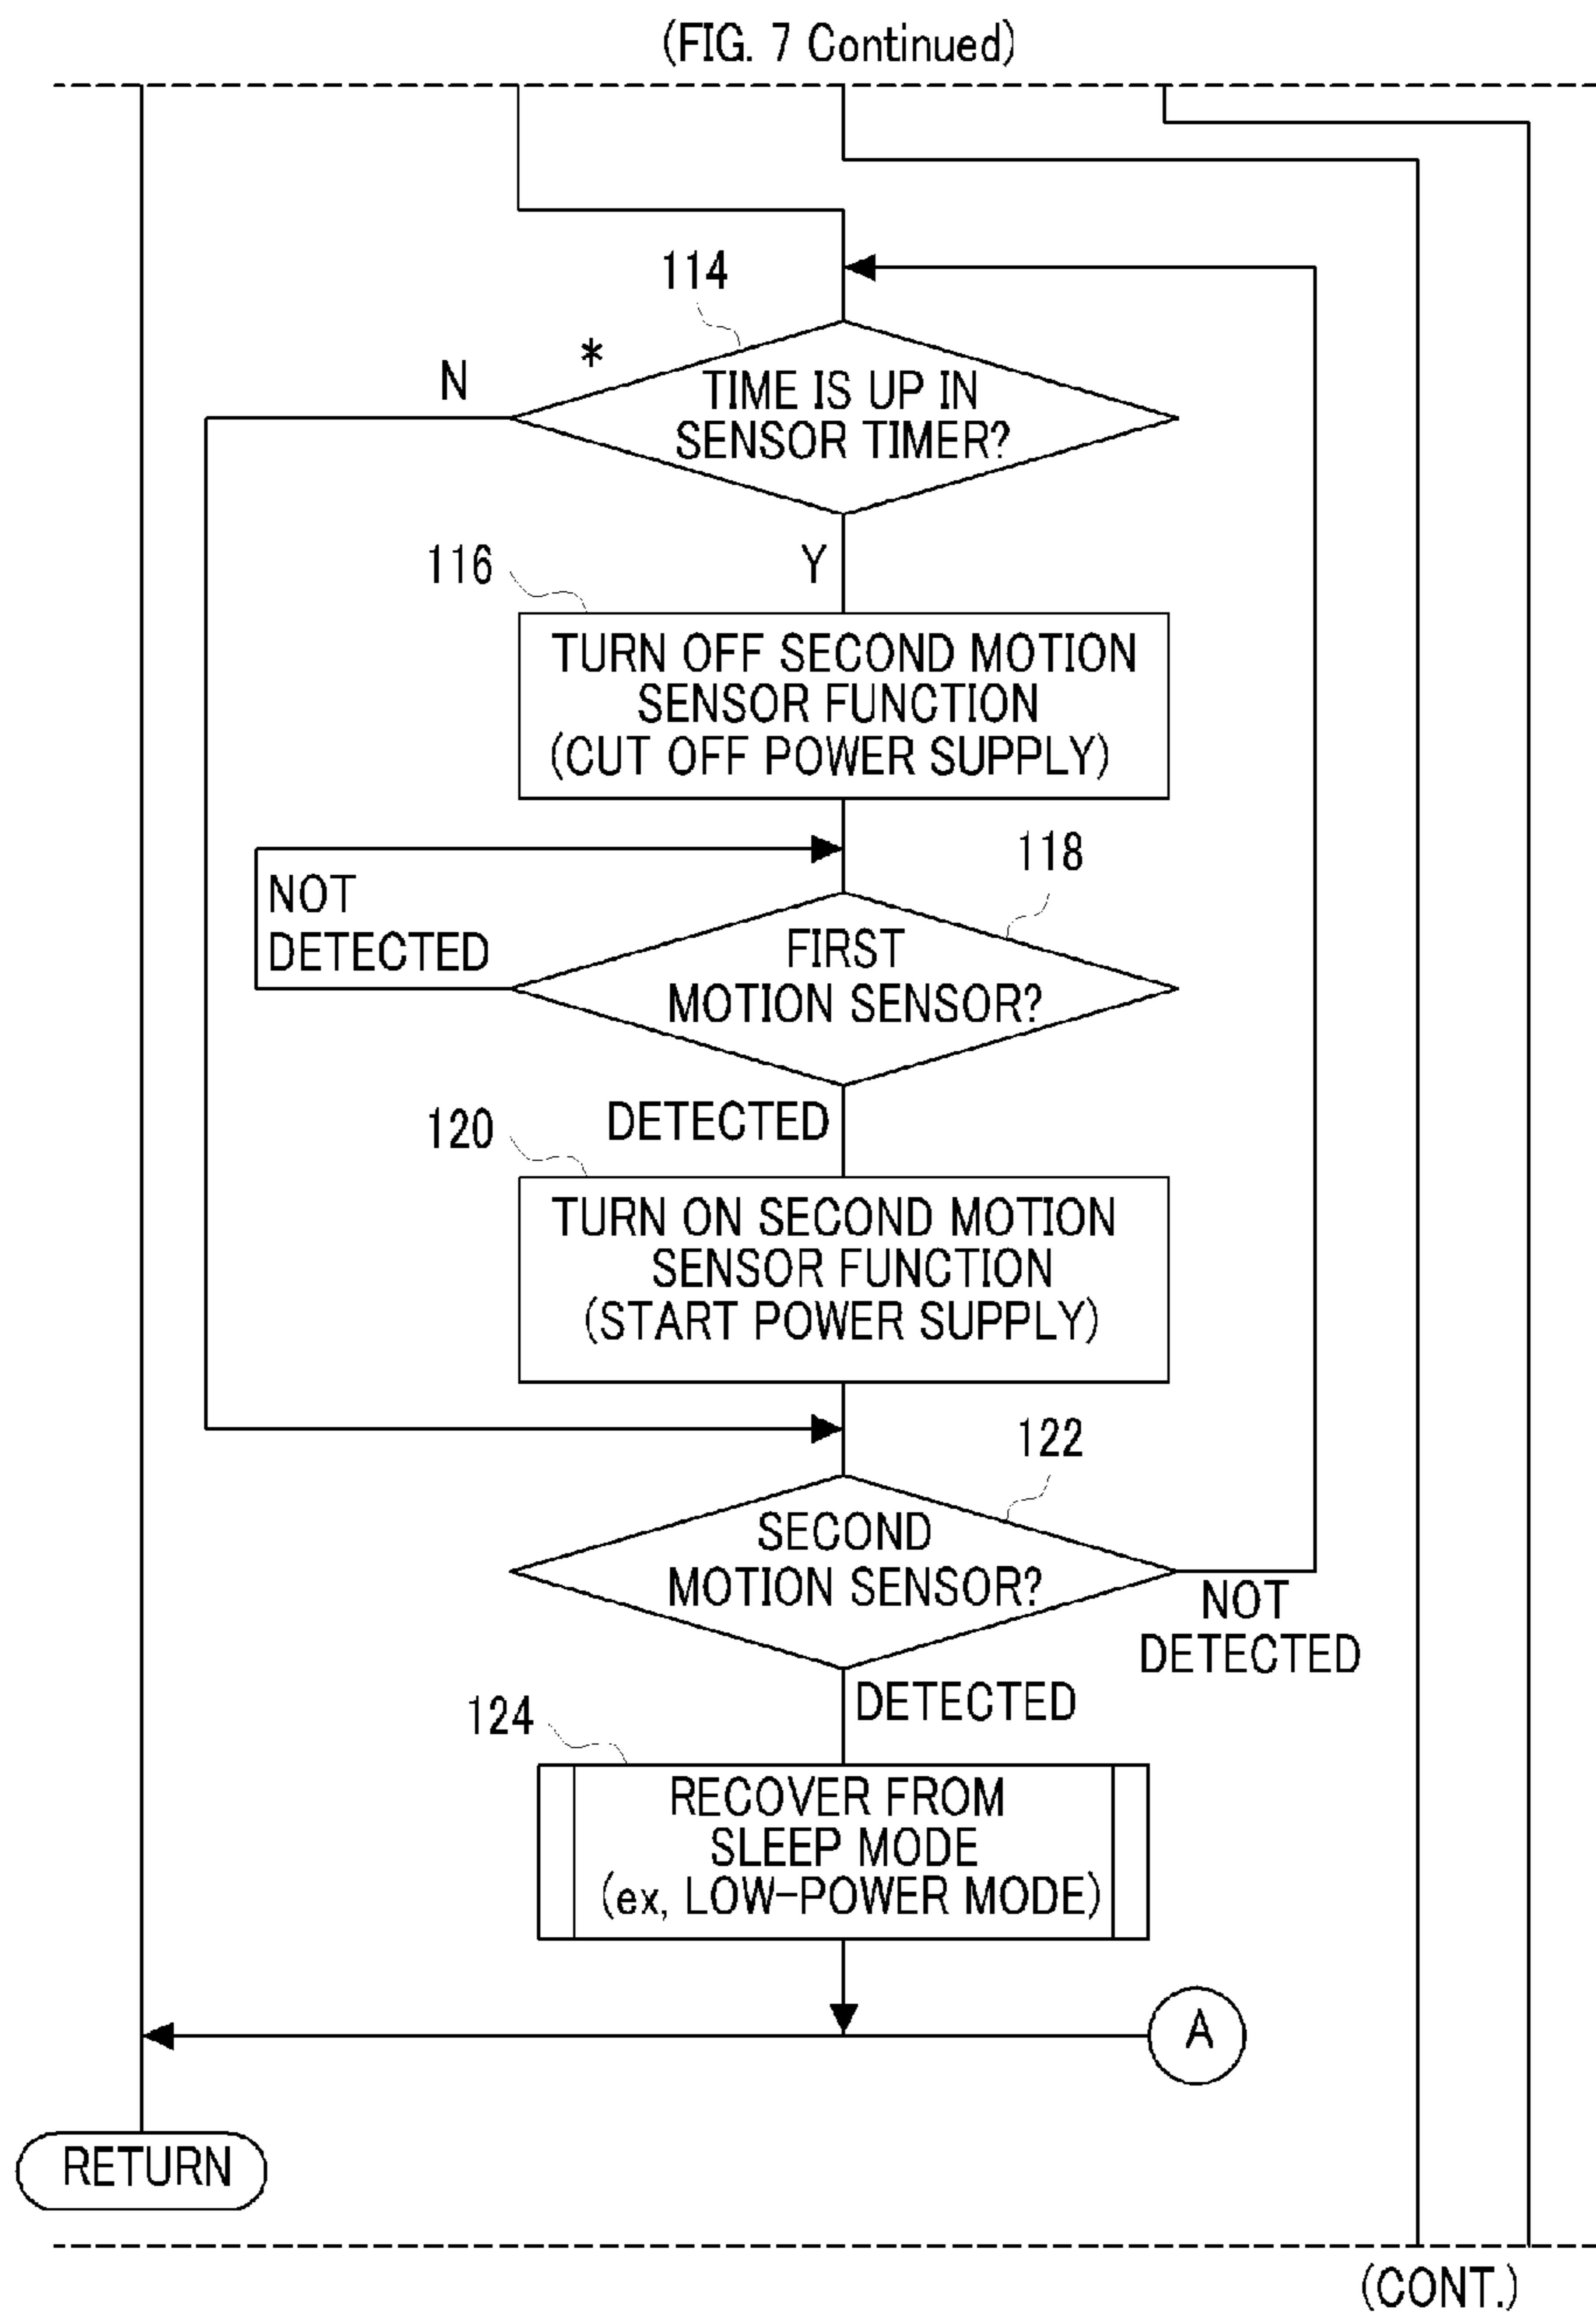 (FIG. 7 Continued)
114
*
N
TIME IS UP IN
SENSOR TIMER?
Y
116
TURN OFF SECOND MOTION
SENSOR FUNCTION
(CUT OFF POWER SUPPLY)
118
NOT
DETECTED
FIRST
MOTION SENSOR?
DETECTED
120
TURN ON SECOND MOTION
SENSOR FUNCTION
(START POWER SUPPLY)
122
SECOND
MOTION SENSOR?
NOT
DETECTED
DETECTED
124
RECOVER FROM
SLEEP MODE
(ex, LOW-POWER MODE)
A
RETURN
(CONT.)